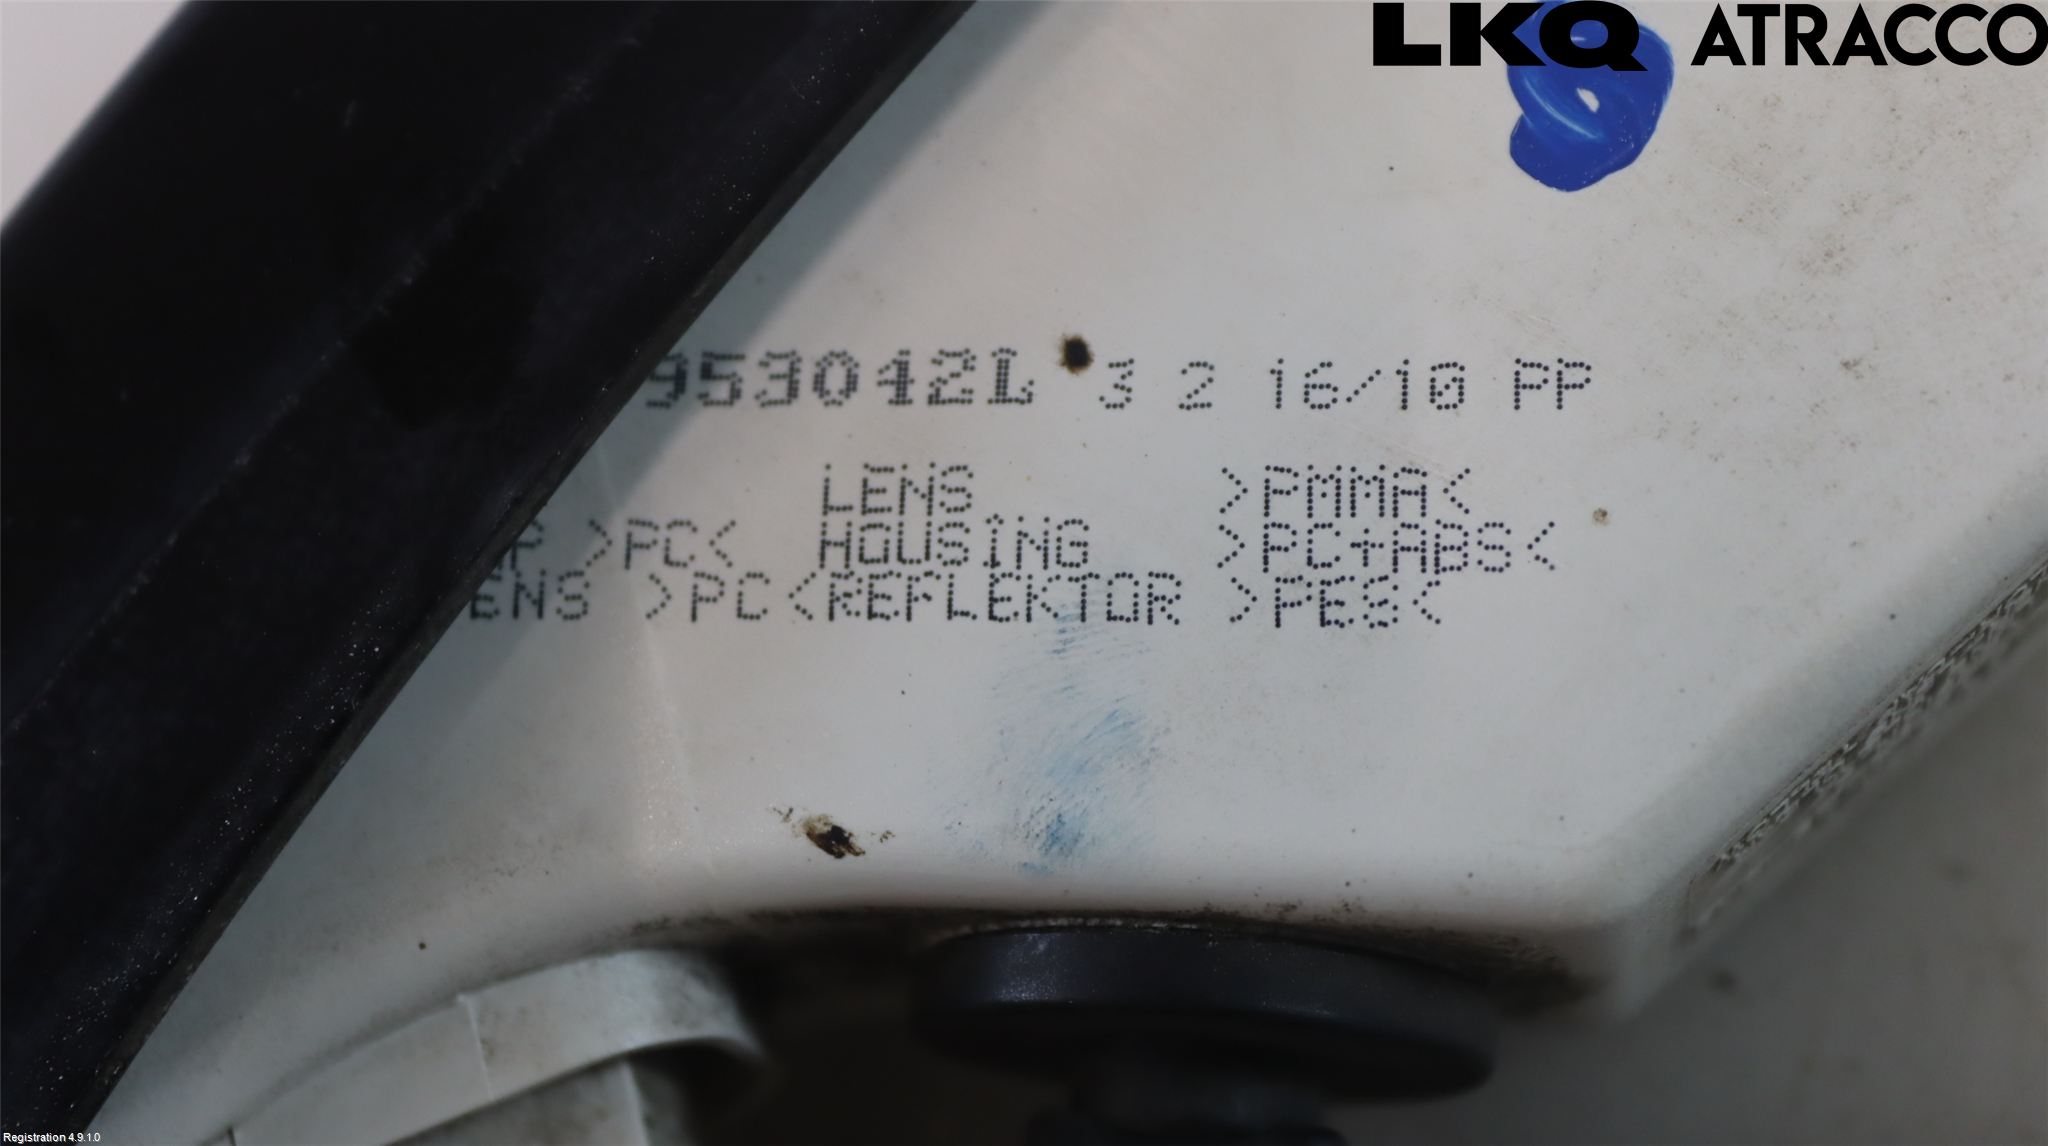 LKQ ATRACCO
9530421 3 2 16/10 PP
LENS >PMMA<
>PC< HOUSING >PC+ABS<
ENS >PC< REFLEKTOR >PES<
Registration 4.9.1.0